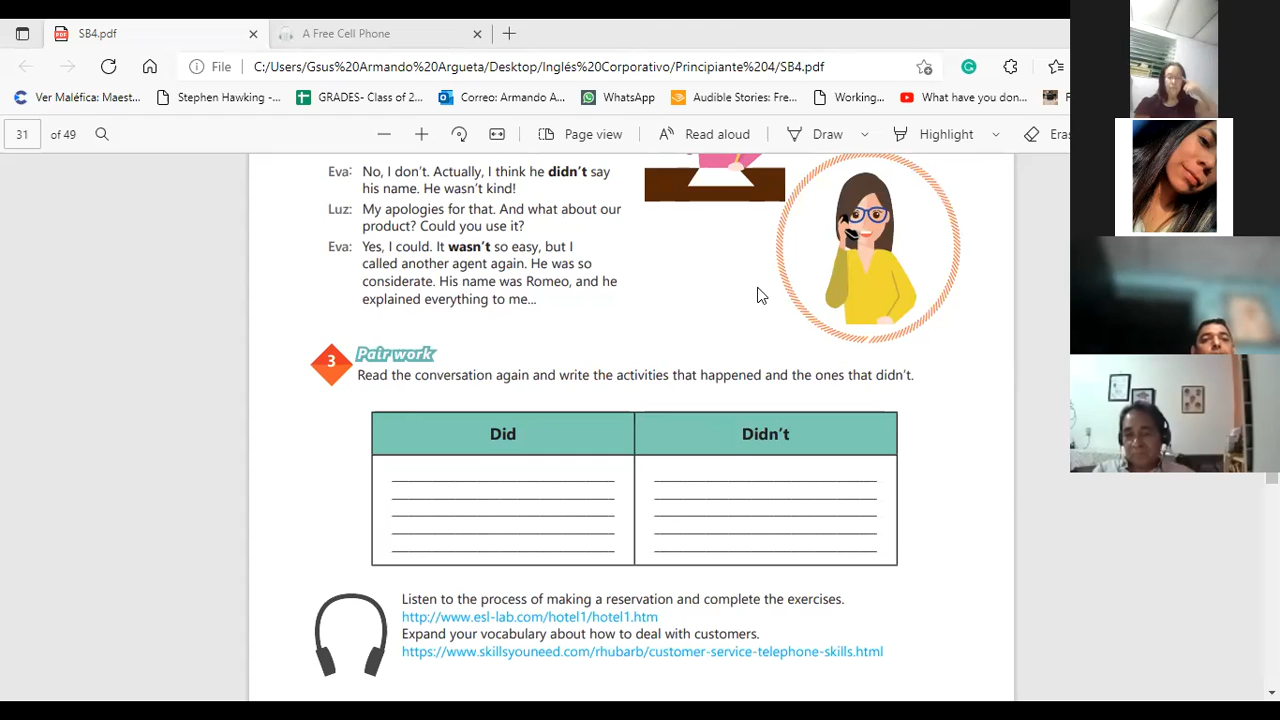 SB4.pdf
A Free Cell Phone
File C:/Users/Gsus%20Armando%20Argueta/Desktop/Inglés%20Corporativo/Principiante%204/SB4.pdf
Ver Maléfica: Maest... Stephen Hawking -... GRADES- Class of 2... Correo: Armando A... WhatsApp Audible Stories: Fre... Working... What have you don...
31 of 49 Page view Read aloud Draw Highlight Eras
Eva: No, I don't. Actually, I think he didn't say
his name. He wasn't kind!
Luz: My apologies for that. And what about our
product? Could you use it?
Eva: Yes, I could. It wasn't so easy, but I
called another agent again. He was so
considerate. His name was Romeo, and he
explained everything to me...
3 Pair work
Read the conversation again and write the activities that happened and the ones that didn't.
Did Didn't
Listen to the process of making a reservation and complete the exercises.
http://www.esl-lab.com/hotel1/hotel1.htm
Expand your vocabulary about how to deal with customers.
https://www.skillsyouneed.com/rhubarb/customer-service-telephone-skills.html